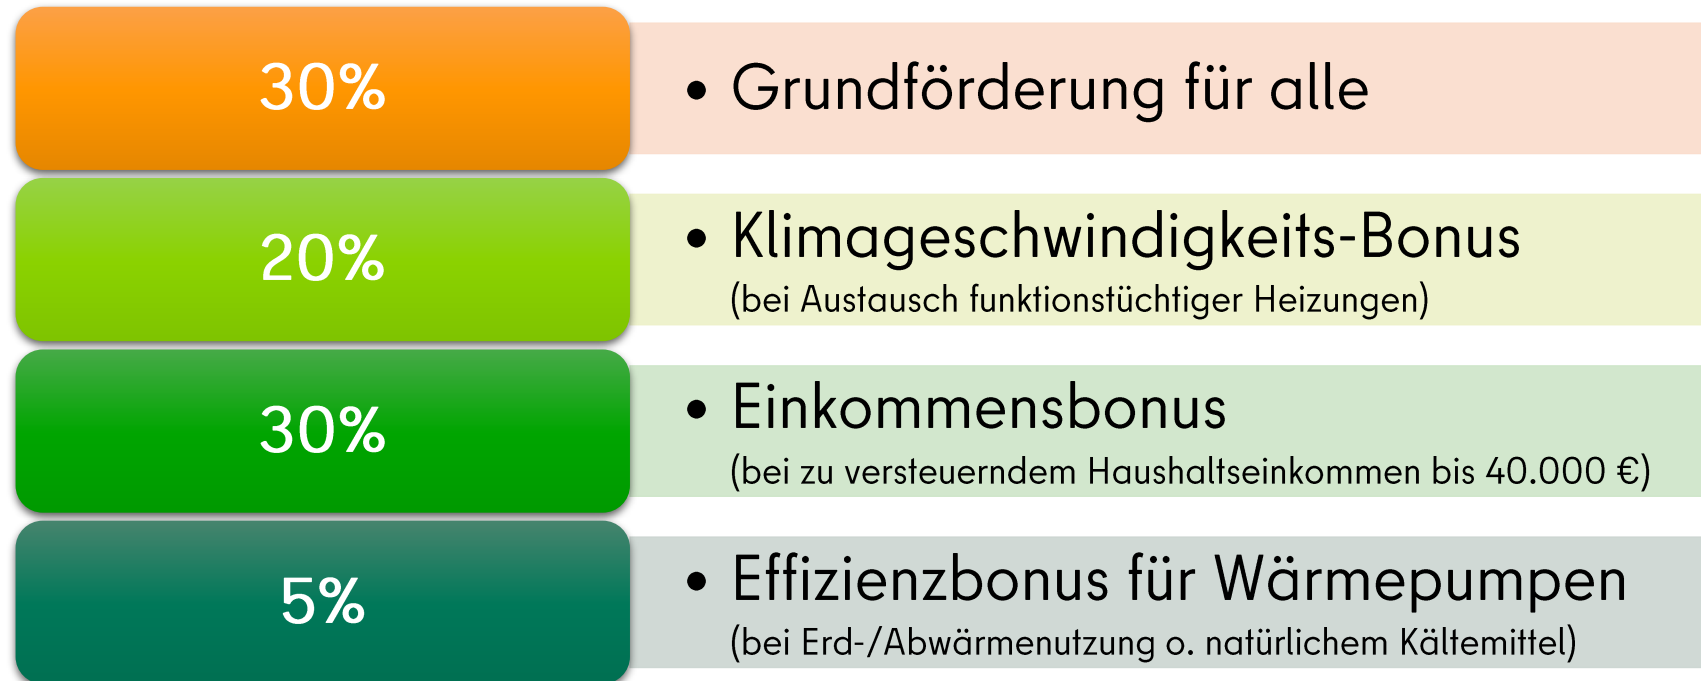 30%
• Grundförderung für alle
20%
• Klimageschwindigkeits-Bonus
(bei Austausch funktionstüchtiger Heizungen)
30%
• Einkommensbonus
(bei zu versteuerndem Haushaltseinkommen bis 40.000 €)
5%
• Effizienzbonus für Wärmepumpen
(bei Erd-/Abwärmenutzung o. natürlichem Kältemittel)